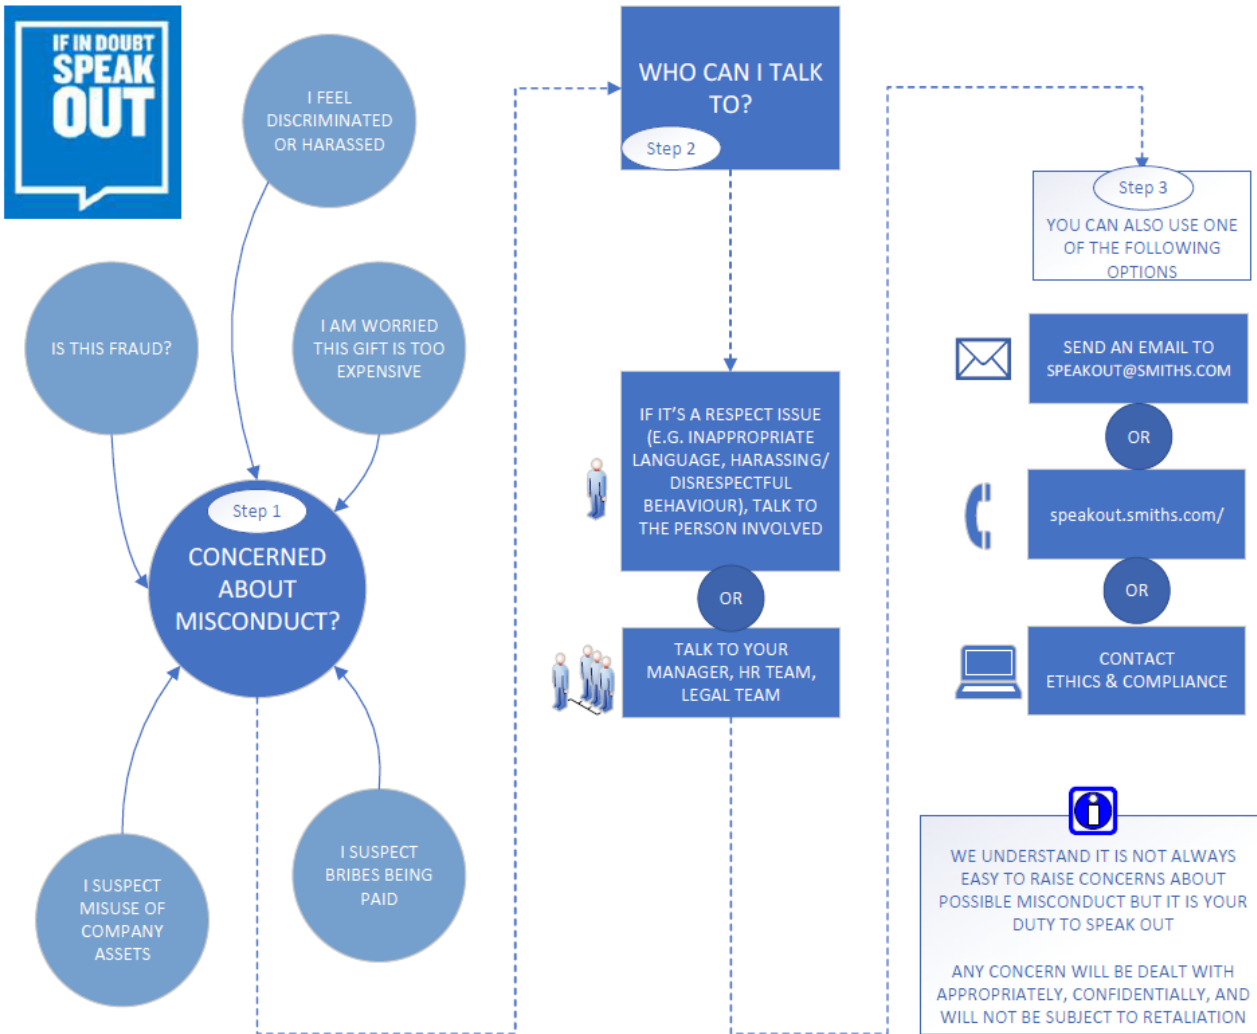 IF IN DOUBT
SPEAK
OUT
I FEEL
DISCRIMINATED
OR HARASSED
IS THIS FRAUD?
I AM WORRIED
THIS GIFT IS TOO
EXPENSIVE
Step 1
CONCERNED
ABOUT
MISCONDUCT?
I SUSPECT
MISUSE OF
COMPANY
ASSETS
I SUSPECT
BRIBES BEING
PAID
WHO CAN I TALK
TO?
Step 2
IF IT’S A RESPECT ISSUE
(E.G. INAPPROPRIATE
LANGUAGE, HARASSING/
DISRESPECTFUL
BEHAVIOUR), TALK TO
THE PERSON INVOLVED
OR
TALK TO YOUR
MANAGER, HR TEAM,
LEGAL TEAM
Step 3
YOU CAN ALSO USE ONE
OF THE FOLLOWING
OPTIONS
SEND AN EMAIL TO
SPEAKOUT@SMITHS.COM
OR
speakout.smiths.com/
OR
CONTACT
ETHICS & COMPLIANCE
i
WE UNDERSTAND IT IS NOT ALWAYS
EASY TO RAISE CONCERNS ABOUT
POSSIBLE MISCONDUCT BUT IT IS YOUR
DUTY TO SPEAK OUT
ANY CONCERN WILL BE DEALT WITH
APPROPRIATELY, CONFIDENTIALLY, AND
WILL NOT BE SUBJECT TO RETALIATION